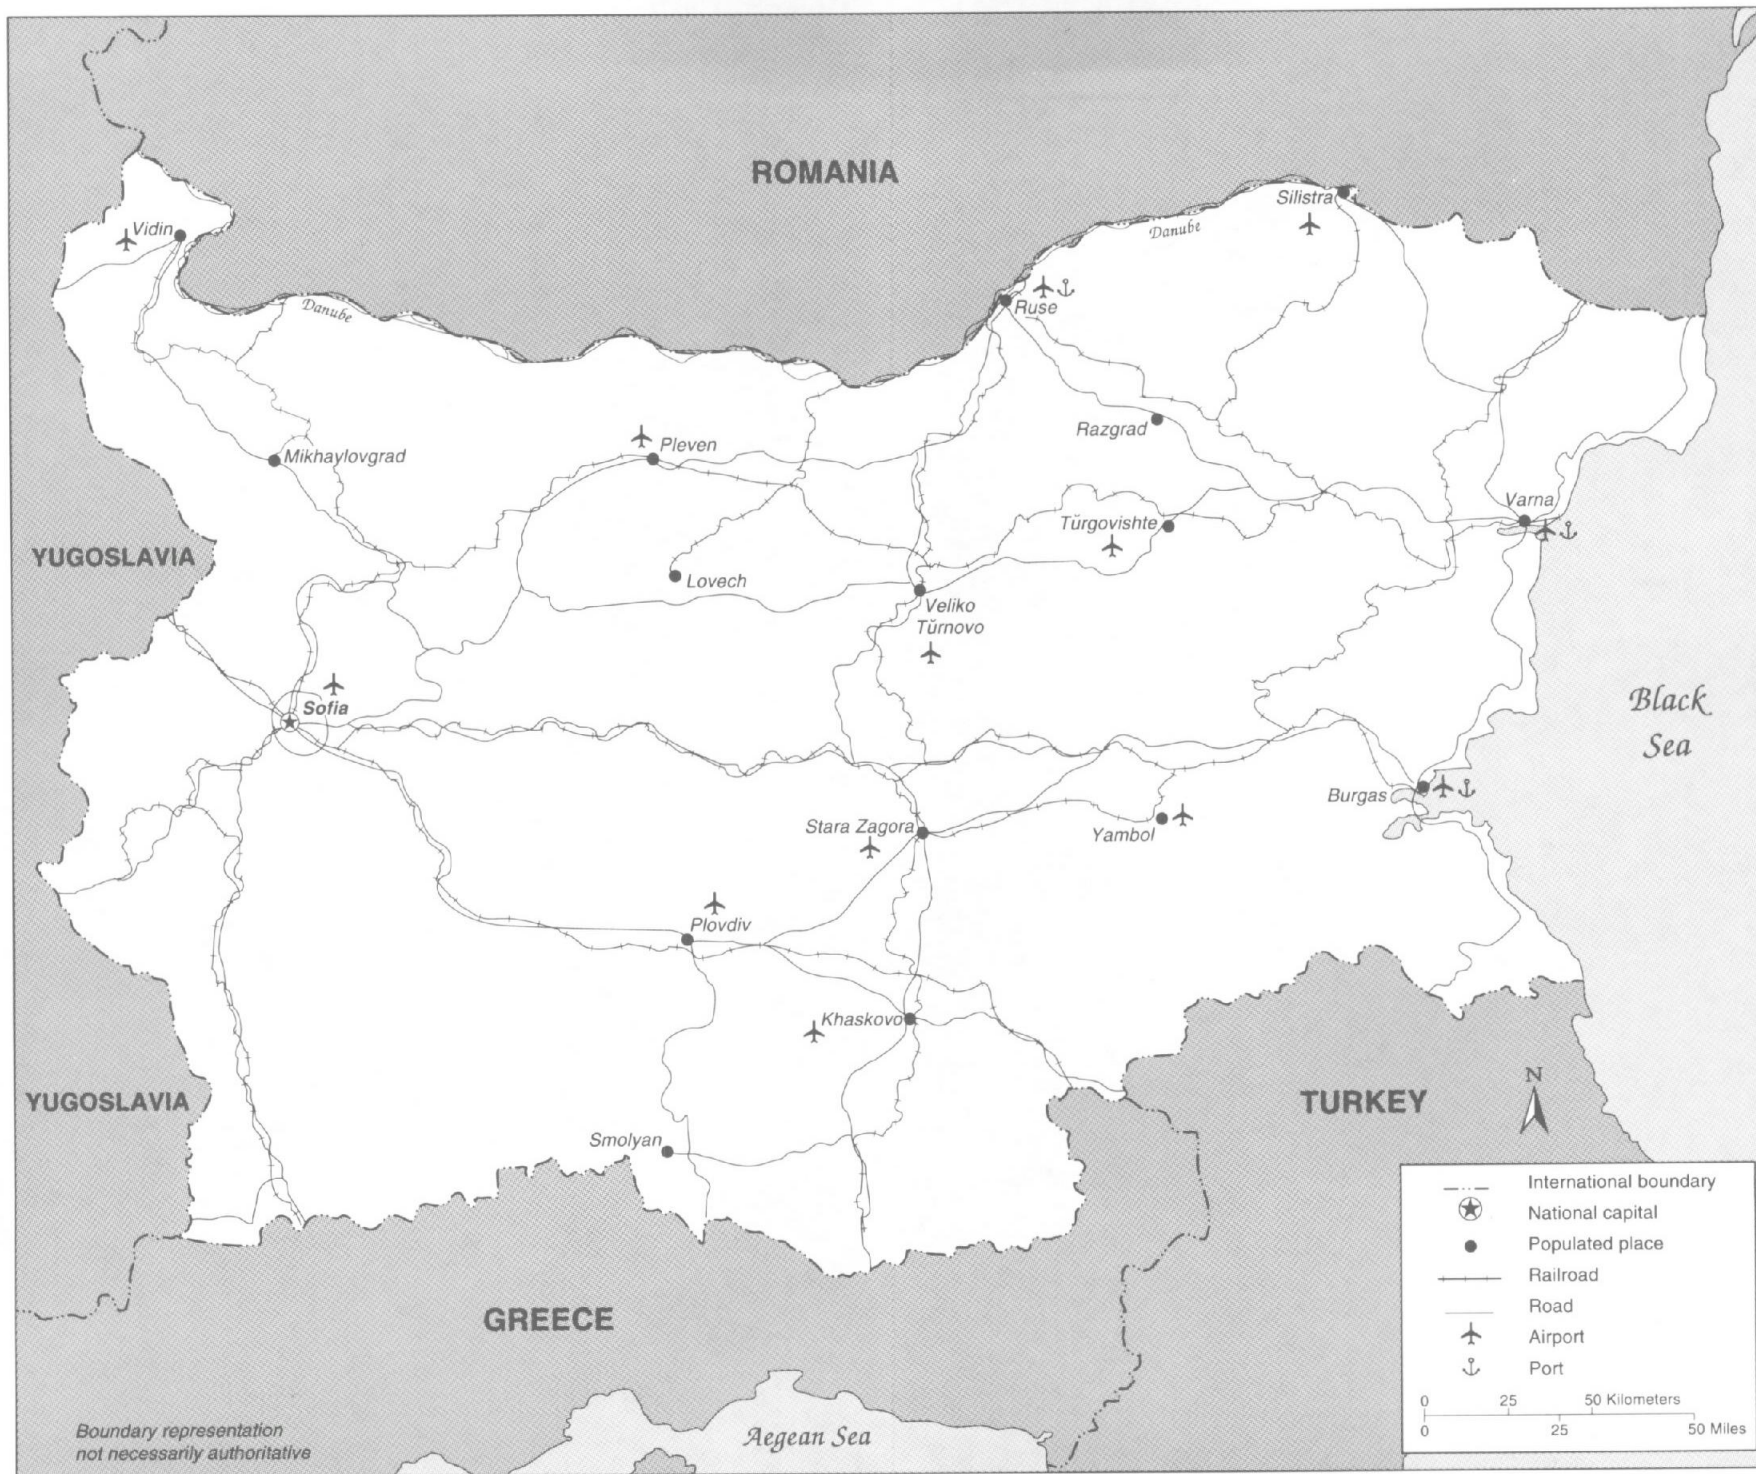 ROMANIA
Silistra
Vidin
Danube
Danube
Ruse
Razgrad
Pleven
Mikhaylovgrad
Varna
Tŭrgovishte
YUGOSLAVIA
Lovech
Veliko
Tŭrnovo
Sofia
Black
Sea
Burgas
Stara Zagora
Yambol
Plovdiv
Khaskovo
N
YUGOSLAVIA
TURKEY
Smolyan
International boundary
National capital
Populated place
Railroad
Road
Airport
Port
GREECE
0 25 50 Kilometers
0 25 50 Miles
Boundary representation
not necessarily authoritative
Aegean Sea